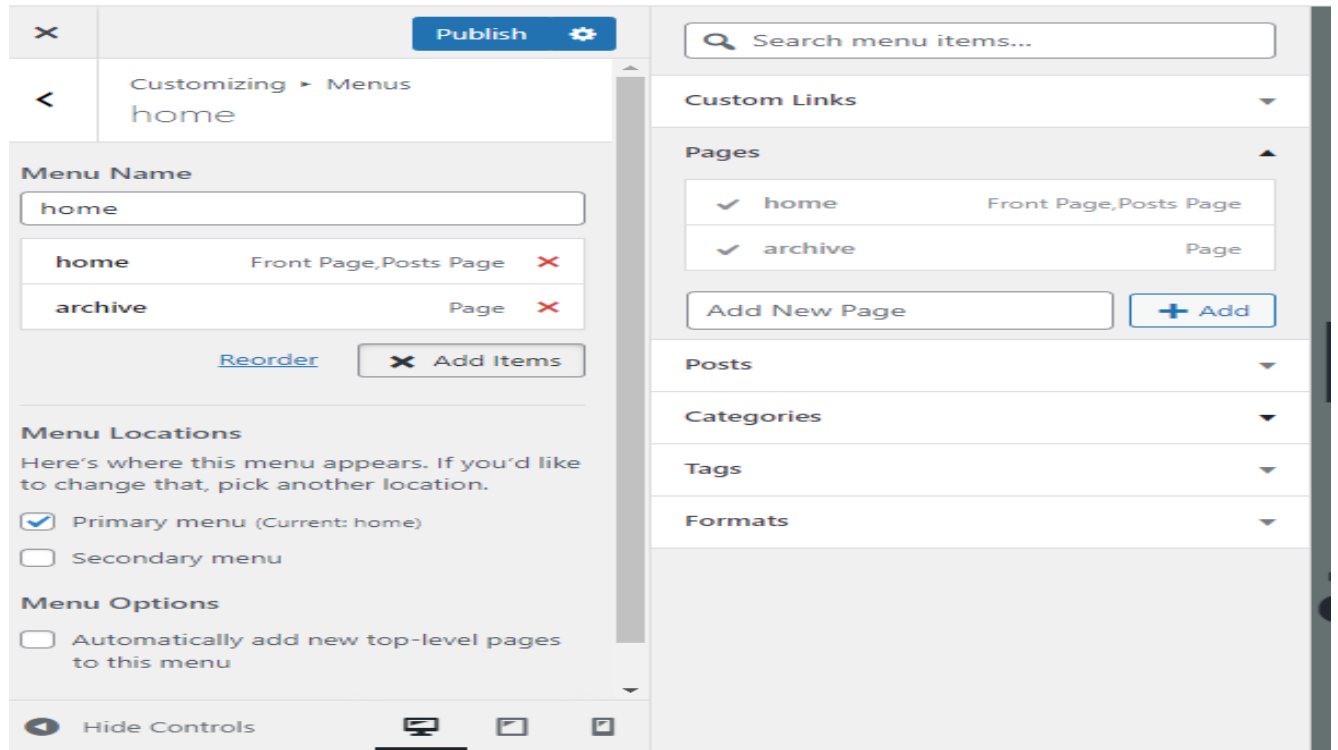 Publish
Customizing ▸ Menus
home
Menu Name
home
home Front Page,Posts Page
archive Page
Reorder Add Items
Menu Locations
Here's where this menu appears. If you'd like
to change that, pick another location.
Primary menu (Current: home)
Secondary menu
Menu Options
Automatically add new top-level pages
to this menu
Hide Controls
Search menu items...
Custom Links
Pages
home Front Page,Posts Page
archive Page
Add New Page + Add
Posts
Categories
Tags
Formats